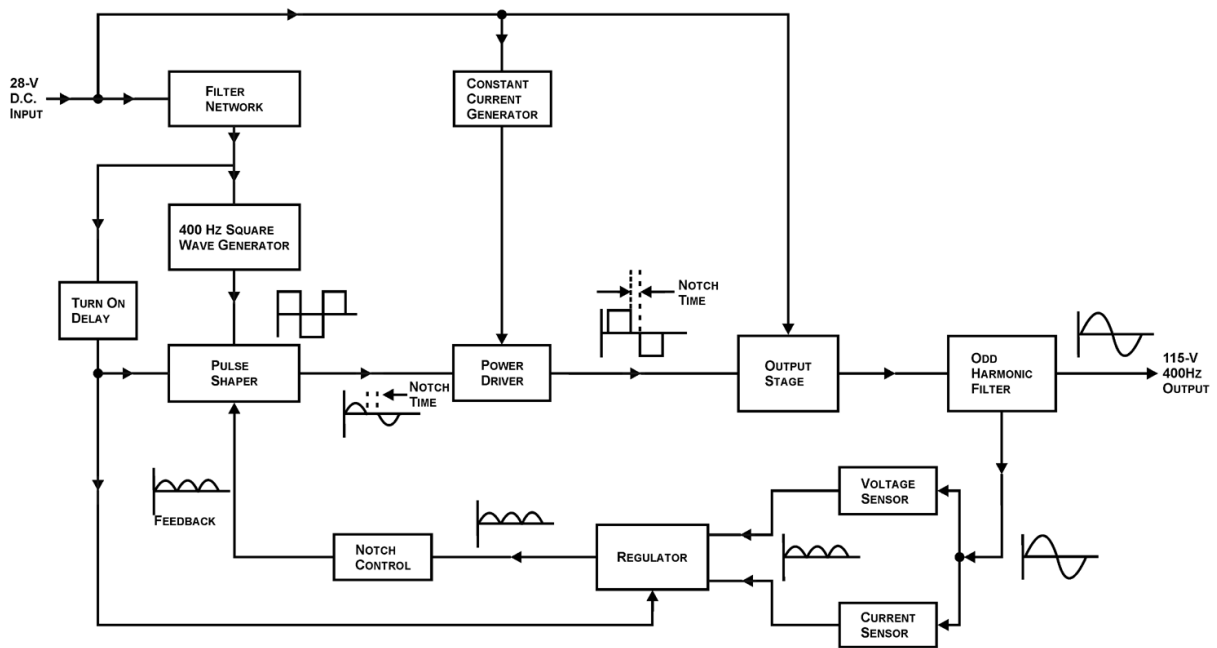 28-V
D.C.
INPUT
FILTER
NETWORK
CONSTANT
CURRENT
GENERATOR
400 HZ SQUARE
WAVE GENERATOR
TURN ON
DELAY
PULSE
SHAPER
NOTCH
TIME
POWER
DRIVER
NOTCH
TIME
OUTPUT
STAGE
ODD
HARMONIC
FILTER
115-V
400HZ
OUTPUT
FEEDBACK
NOTCH
CONTROL
REGULATOR
VOLTAGE
SENSOR
CURRENT
SENSOR